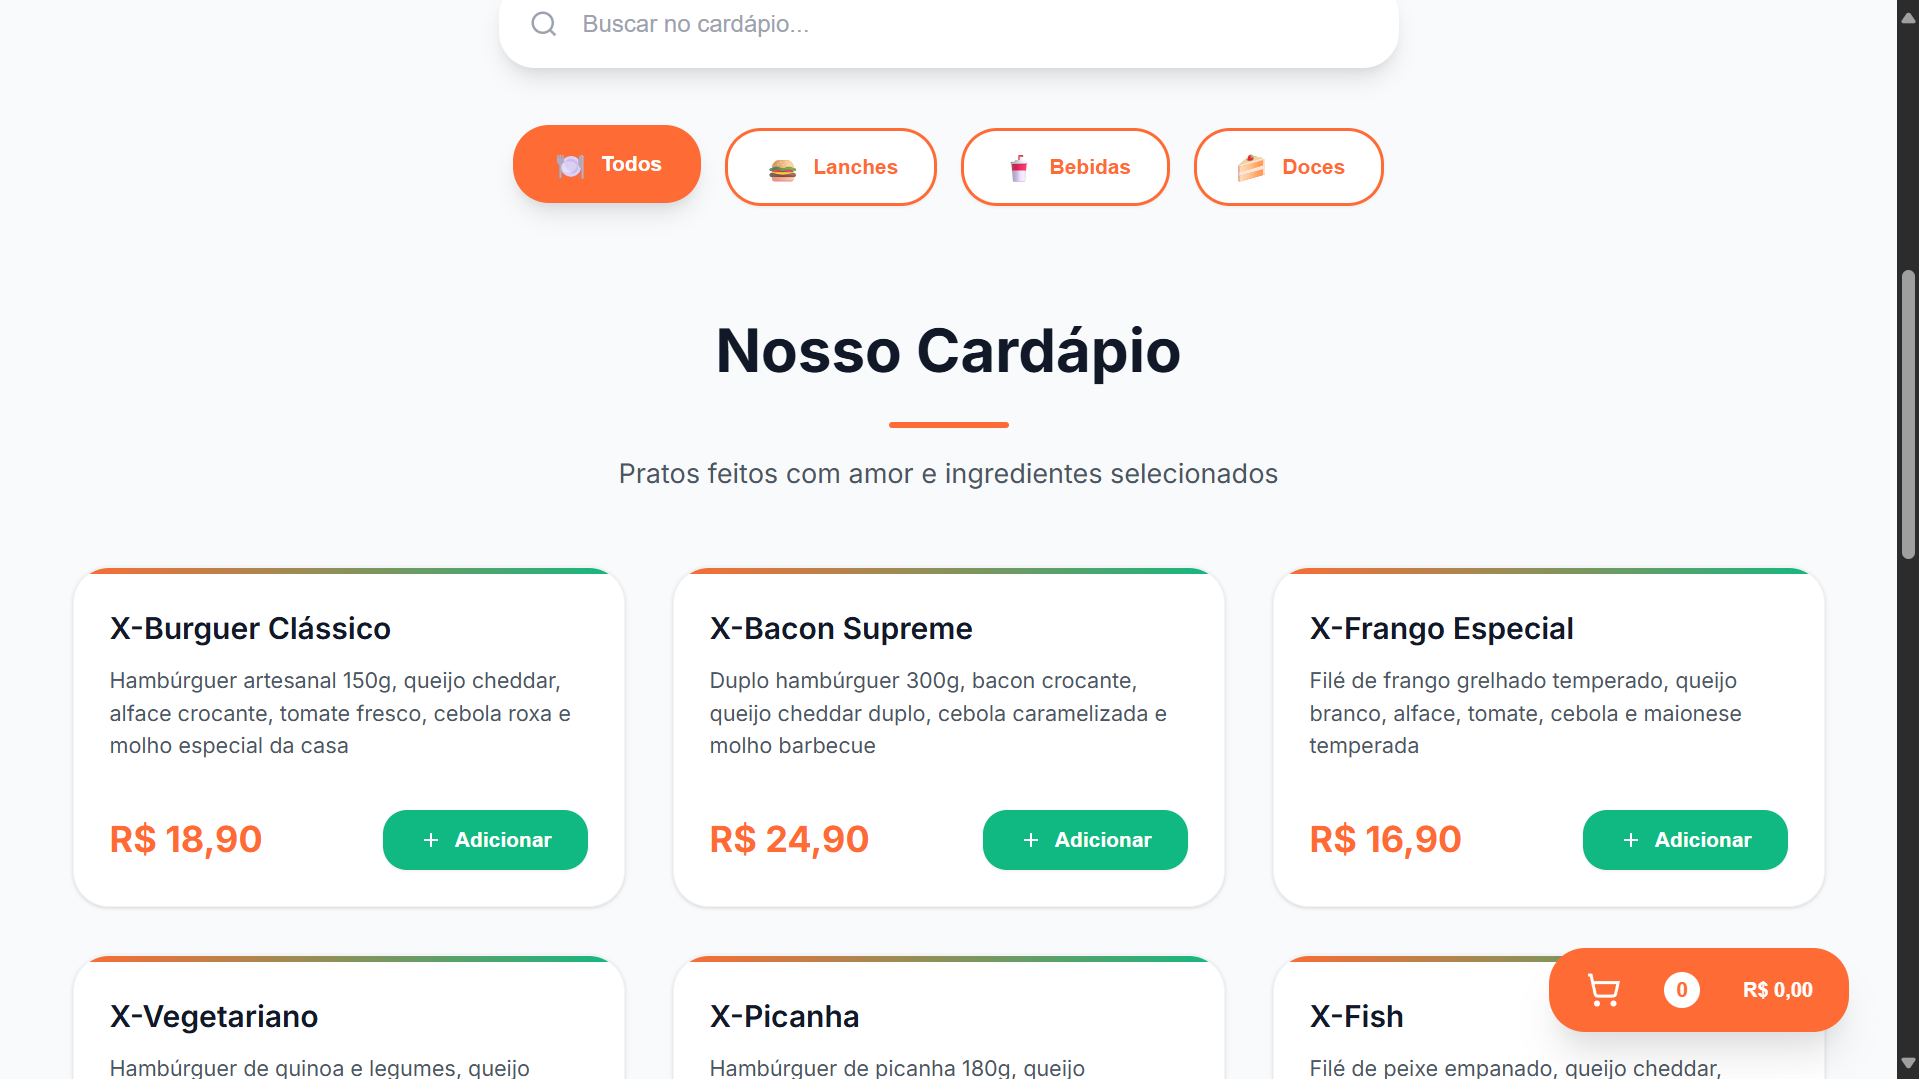 Buscar no cardápio...
Todos
Lanches
Bebidas
Doces
Nosso Cardápio
Pratos feitos com amor e ingredientes selecionados
X-Burguer Clássico
Hambúrguer artesanal 150g, queijo cheddar,
alface crocante, tomate fresco, cebola roxa e
molho especial da casa
R$ 18,90
+ Adicionar
X-Bacon Supreme
Duplo hambúrguer 300g, bacon crocante,
queijo cheddar duplo, cebola caramelizada e
molho barbecue
R$ 24,90
+ Adicionar
X-Frango Especial
Filé de frango grelhado temperado, queijo
branco, alface, tomate, cebola e maionese
temperada
R$ 16,90
+ Adicionar
X-Vegetariano
Hambúrguer de quinoa e legumes, queijo
X-Picanha
Hambúrguer de picanha 180g, queijo
X-Fish
Filé de peixe empanado, queijo cheddar,
0
R$ 0,00